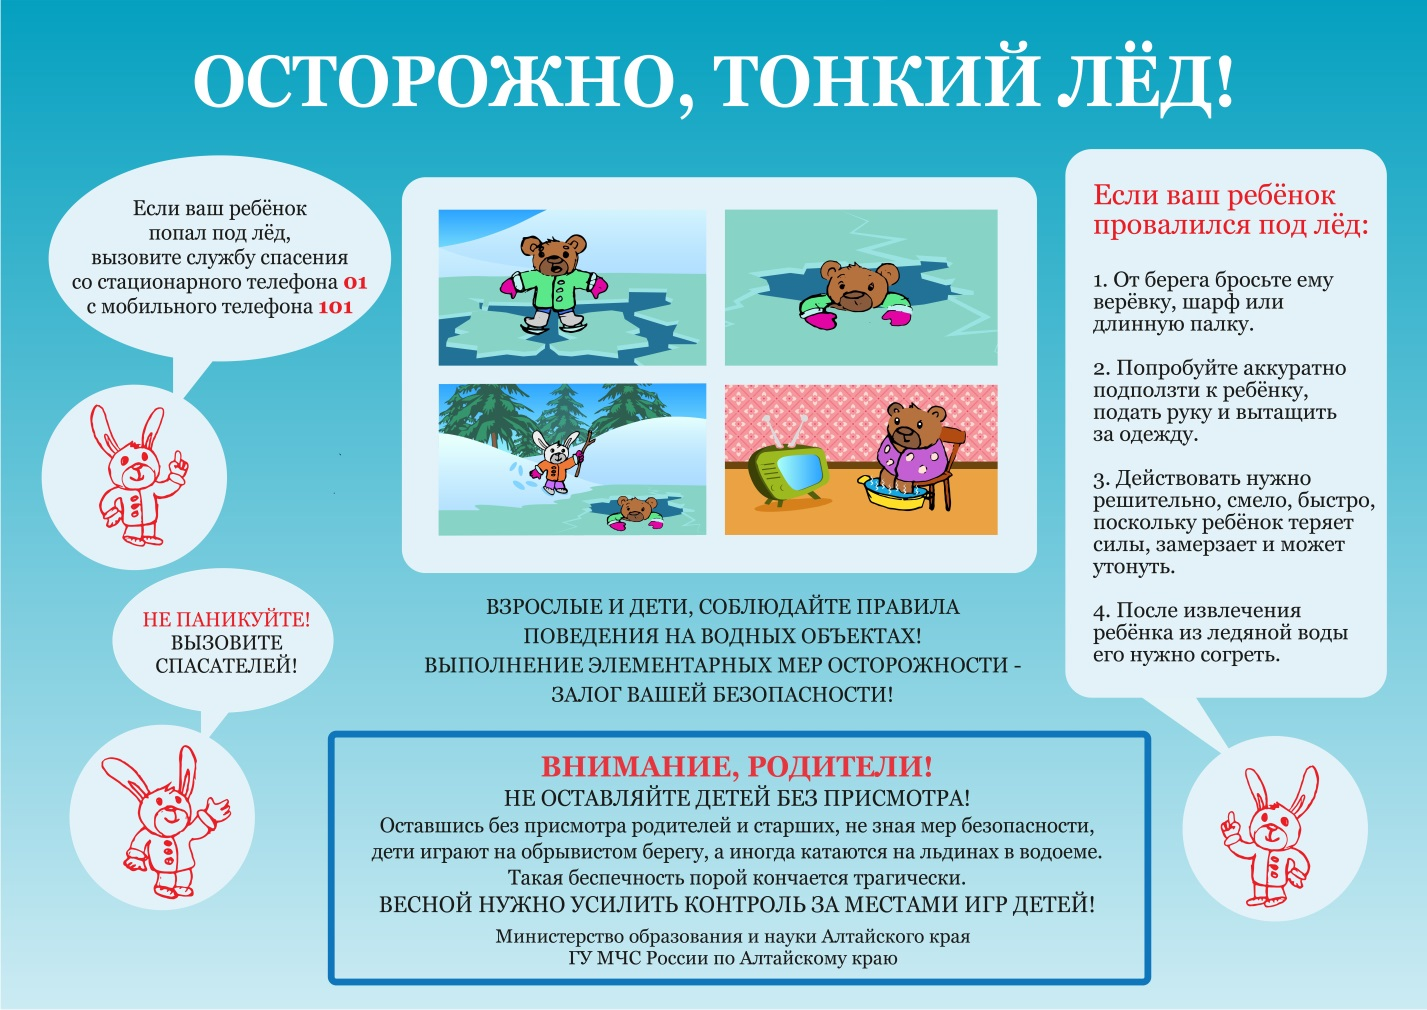 ОСТОРОЖНО, ТОНКИЙ ЛЁД!
Если ваш ребёнок
попал под лёд,
вызовите службу спасения
со стационарного телефона 01
с мобильного телефона 101
НЕ ПАНИКУЙТЕ!
ВЫЗОВИТЕ
СПАСАТЕЛЕЙ!
ВЗРОСЛЫЕ И ДЕТИ, СОБЛЮДАЙТЕ ПРАВИЛА
ПОВЕДЕНИЯ НА ВОДНЫХ ОБЪЕКТАХ!
ВЫПОЛНЕНИЕ ЭЛЕМЕНТАРНЫХ МЕР ОСТОРОЖНОСТИ -
ЗАЛОГ ВАШЕЙ БЕЗОПАСНОСТИ!
Если ваш ребёнок
провалился под лёд:
1. От берега бросьте ему
верёвку, шарф или
длинную палку.
2. Попробуйте аккуратно
подползти к ребёнку,
подать руку и вытащить
за одежду.
3. Действовать нужно
решительно, смело, быстро,
поскольку ребёнок теряет
силы, замерзает и может
утонуть.
4. После извлечения
ребёнка из ледяной воды
его нужно согреть.
ВНИМАНИЕ, РОДИТЕЛИ!
НЕ ОСТАВЛЯЙТЕ ДЕТЕЙ БЕЗ ПРИСМОТРА!
Оставшись без присмотра родителей и старших, не зная мер безопасности,
дети играют на обрывистом берегу, а иногда катаются на льдинах в водоеме.
Такая беспечность порой кончается трагически.
ВЕСНОЙ НУЖНО УСИЛИТЬ КОНТРОЛЬ ЗА МЕСТАМИ ИГР ДЕТЕЙ!
Министерство образования и науки Алтайского края
ГУ МЧС России по Алтайскому краю